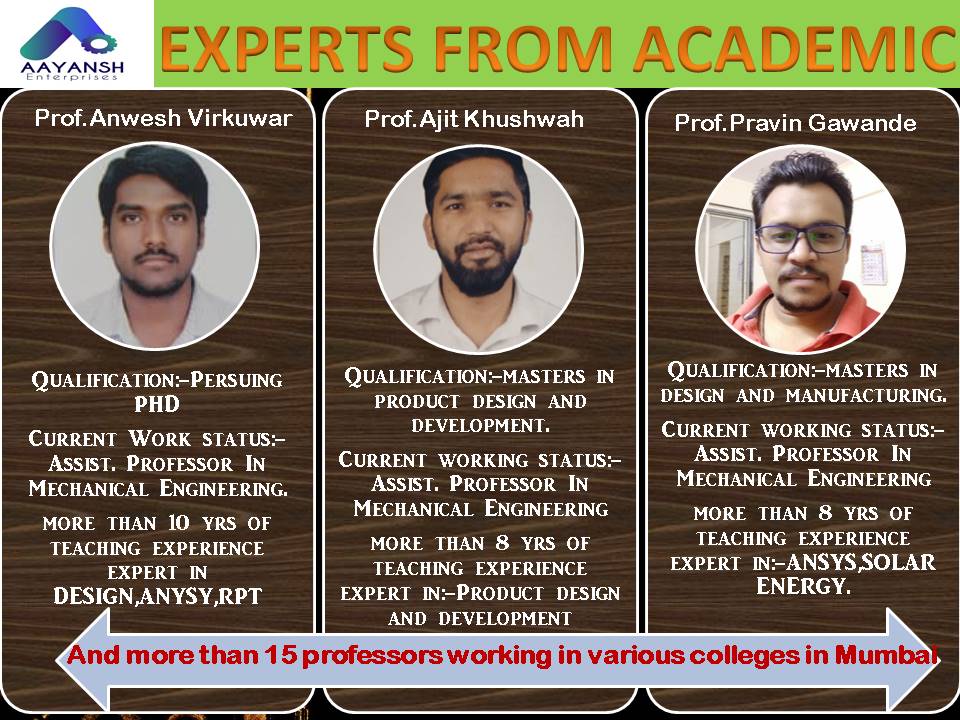 AAYANSH
Enterprises
EXPERTS FROM ACADEMIC
Prof.Anwesh Virkuwar
Qualification:-Persuing
PHD
Current Work status:-
Assist. Professor In
Mechanical Engineering.
more than 10 yrs of
teaching experience
expert in
DESIGN,ANYSY,RPT
Prof.Ajit Khushwah
Qualification:-masters in
product design and
development.
Current working status:-
Assist. Professor In
Mechanical Engineering
more than 8 yrs of
teaching experience
expert in:-Product design
and development
Prof.Pravin Gawande
Qualification:-masters in
design and manufacturing.
Current working status:-
Assist. Professor In
Mechanical Engineering
more than 8 yrs of
teaching experience
expert in:-ANSYS,SOLAR
ENERGY.
And more than 15 professors working in various colleges in Mumbai